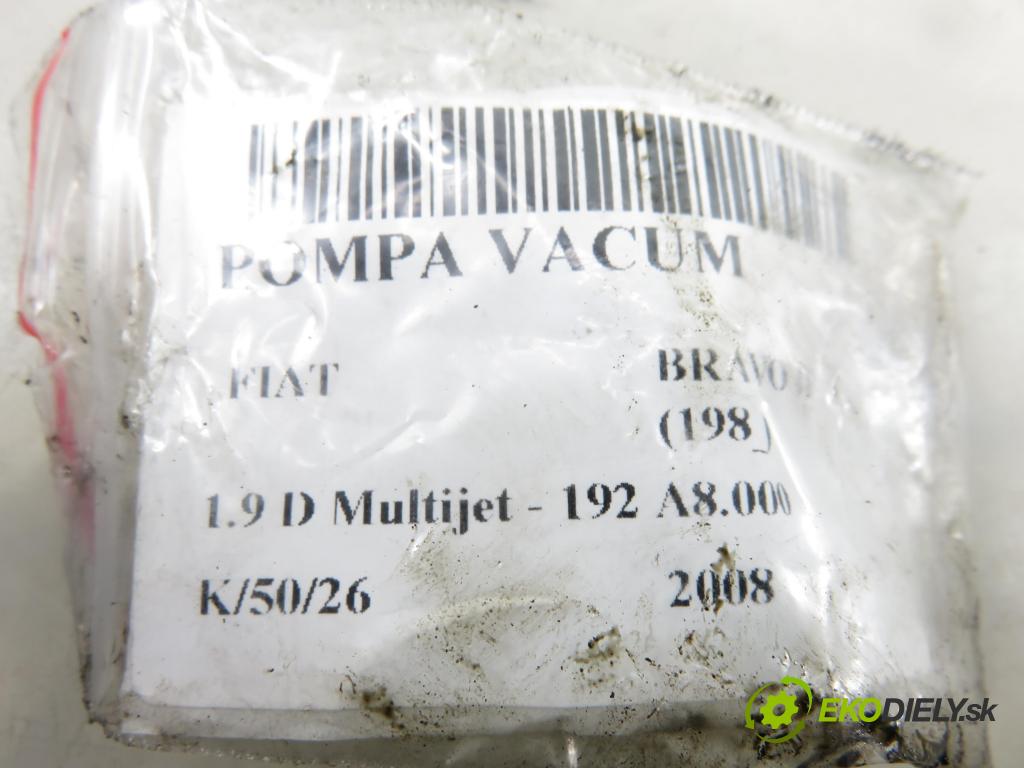 POMPA VACUM
FIAT BRAVO II
(198)
1.9 D Multijet - 192 A8.000
K/50/26 2008
EKODIELY.sk